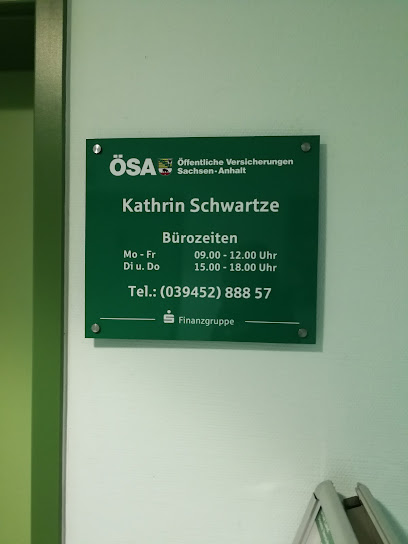 ÖSA Öffentliche Versicherungen
Sachsen-Anhalt
Kathrin Schwartze
Bürozeiten
Mo - Fr 09.00 - 12.00 Uhr
Di u. Do 15.00 - 18.00 Uhr
Tel.: (039452) 888 57
Finanzgruppe